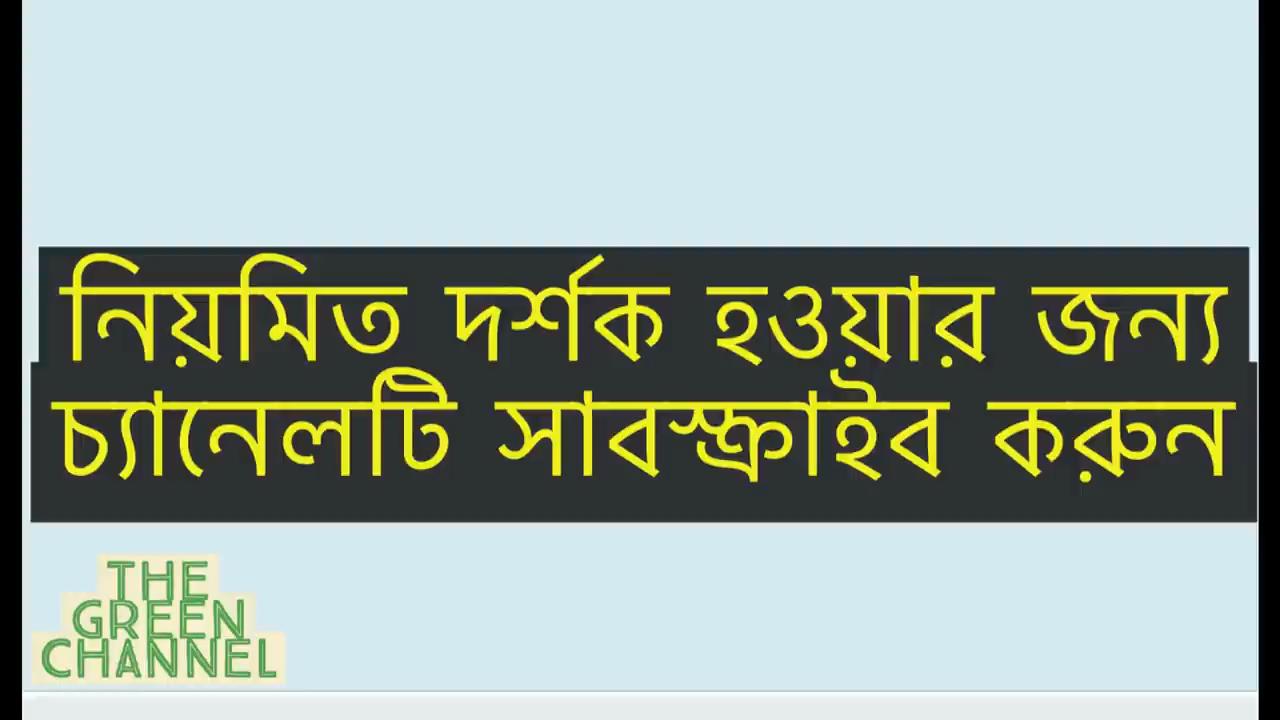 নিয়মিত দর্শক হওয়ার জন্য
চ্যানেলটি সাবস্ক্রাইব করুন
THE
GREEN
CHANNEL